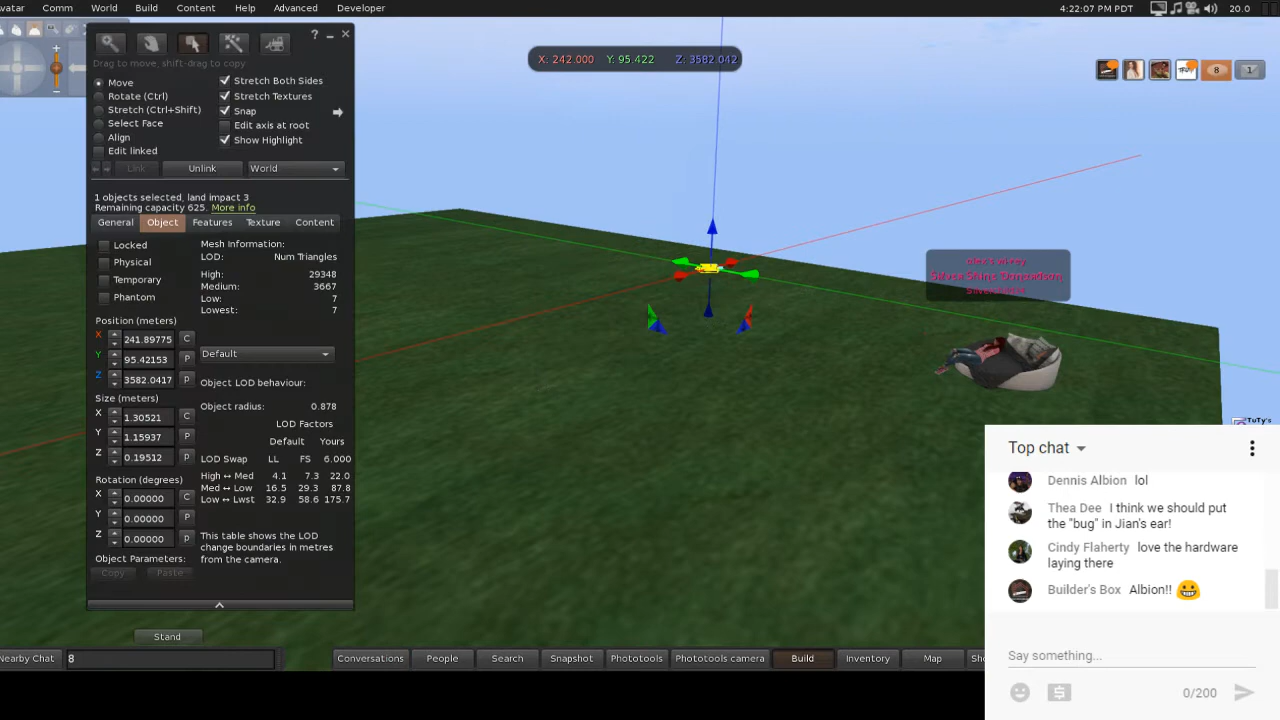 Avatar Comm World Build Content Help Advanced Developer
4:22:07 PM PDT
20.0
X: 242.000 Y: 95.422 Z: 3582.042
8
1
?
Drag to move, shift-drag to copy
Move
Rotate (Ctrl)
Stretch (Ctrl+Shift)
Select Face
Align
Edit linked
Stretch Both Sides
Stretch Textures
Snap
Edit axis at root
Show Highlight
Link Unlink World
1 objects selected, land impact 3
Remaining capacity 625. More info
General Object Features Texture Content
Locked
Physical
Temporary
Phantom
Mesh Information:
LOD: Num Triangles
High: 29348
Medium: 3667
Low: 7
Lowest: 7
Position (meters)
X 241.89775 C
Y 95.42153 P
Z 3582.0417 P
Size (meters)
X 1.30521 C
Y 1.15937 P
Z 0.19512 P
Rotation (degrees)
X 0.00000 C
Y 0.00000 P
Z 0.00000 P
Object Parameters:
Copy Paste
Default
Object LOD behaviour:
Object radius: 0.878
LOD Factors
Default Yours
LOD Swap LL FS 6.000
High ↔ Med 4.1 7.3 22.0
Med ↔ Low 16.5 29.3 87.8
Low ↔ Lwst 32.9 58.6 175.7
This table shows the LOD
change boundaries in metres
from the camera.
Stand
Nearby Chat 8
Conversations People Search Snapshot Phototools Phototools camera Build Inventory Map
TuTy's
Top chat
Dennis Albion lol
Thea Dee I think we should put
the "bug" in Jian's ear!
Cindy Flaherty love the hardware
laying there
Builder's Box Albion!! 😀
Say something...
0/200